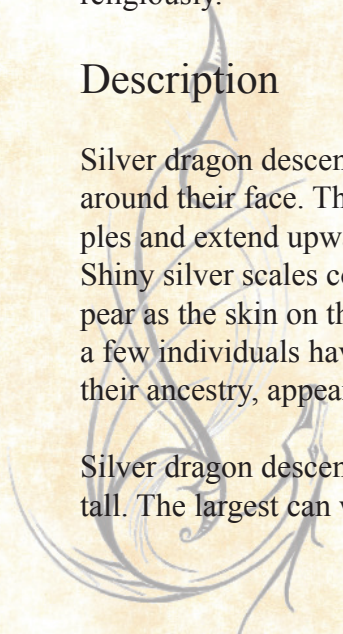 religiously.
Description
Silver dragon descen
around their face. Th
ples and extend upw
Shiny silver scales c
pear as the skin on th
a few individuals hav
their ancestry, appea
Silver dragon descen
tall. The largest can